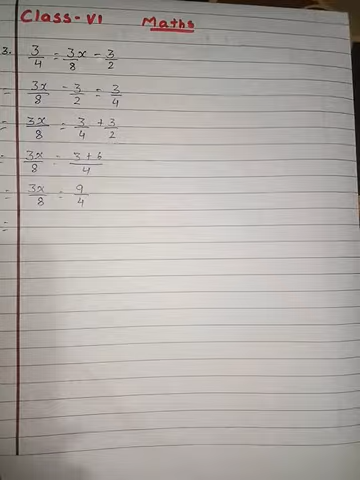 Class-VI Maths
3. 3/4 = 3x/8 - 3/2
= 3x/8 - 3/2 = 3/4
= 3x/8 = 3/4 + 3/2
= 3x/8 = 3+6/4
= 3x/8 = 9/4
=